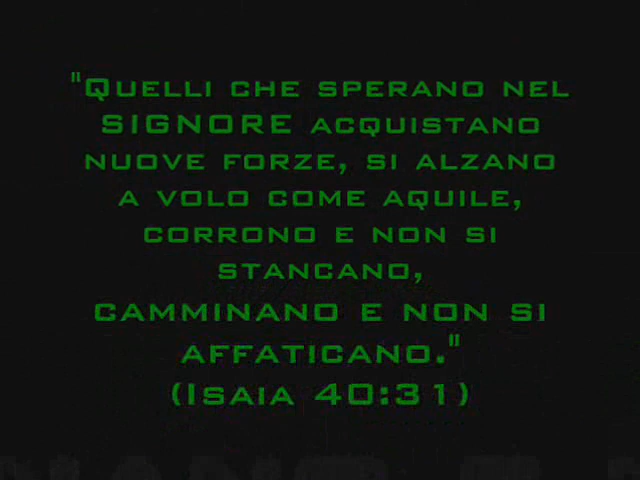 "Quelli che sperano nel
SIGNORE acquistano
nuove forze, si alzano
a volo come aquile,
corrono e non si
stancano,
camminano e non si
affaticano."
(Isaia 40:31)